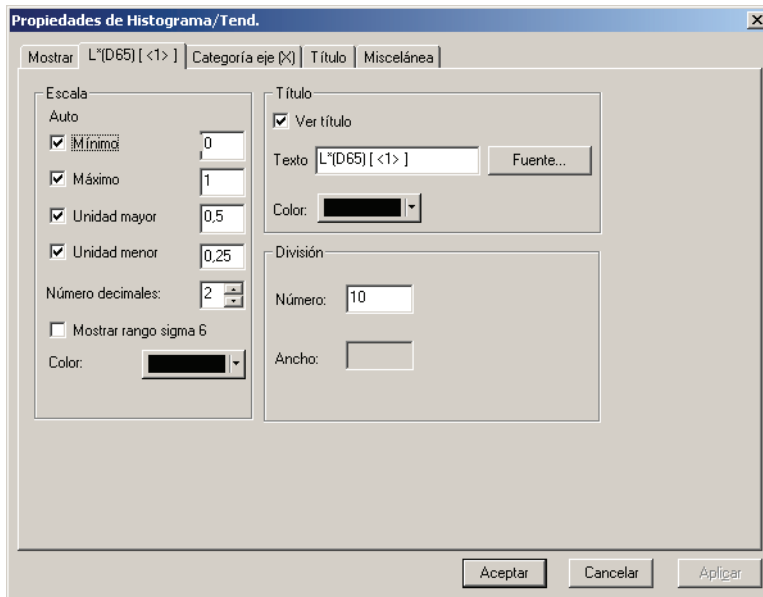 Propiedades de Histograma/Tend.
Mostrar L*(D65) [ <1> ] Categoría eje (X) Título Miscelánea
Escala
Auto
Mínimo 0
Máximo 1
Unidad mayor 0,5
Unidad menor 0,25
Número decimales: 2
Mostrar rango sigma 6
Color:
Título
Ver título
Texto L*(D65) [ <1> ] Fuente...
Color:
División
Número: 10
Ancho:
Aceptar Cancelar Aplicar